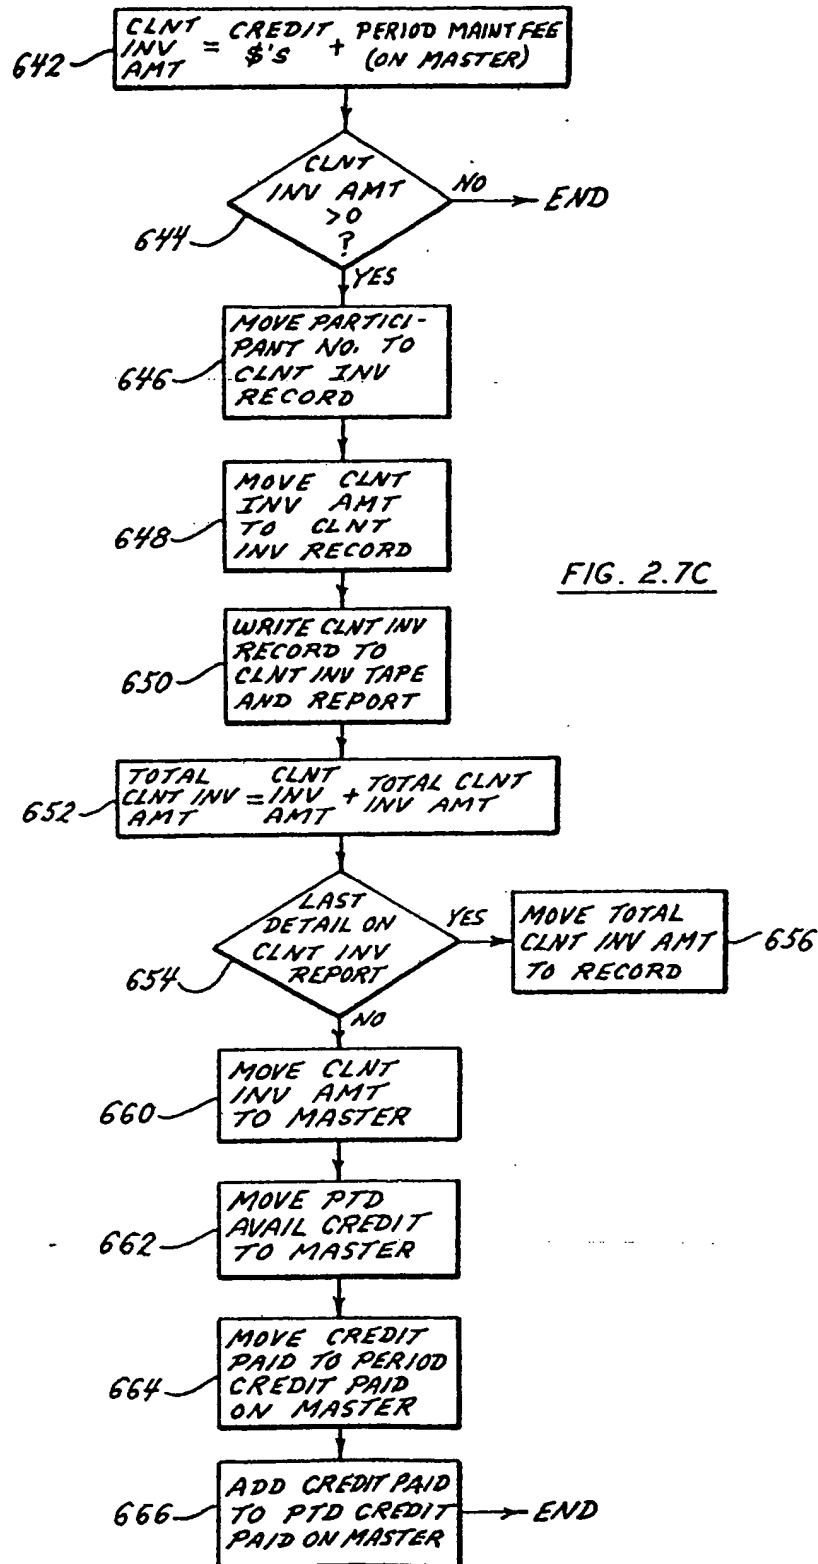 CLNT INV AMT = CREDIT $'S + PERIOD MAINT FEE (ON MASTER)
642
CLNT
INV AMT
>0
?
NO
END
644
YES
MOVE PARTICI-
PANT NO. TO
CLNT INV
RECORD
646
MOVE CLNT
INV AMT
TO CLNT
INV RECORD
648
FIG. 2.7C
WRITE CLNT INV
RECORD TO
CLNT INV TAPE
AND REPORT
650
TOTAL CLNT INV AMT = CLNT INV AMT + TOTAL CLNT INV AMT
652
LAST
DETAIL ON
CLNT INV
REPORT
654
YES
MOVE TOTAL
CLNT INV AMT
TO RECORD
656
NO
MOVE CLNT
INV AMT
TO MASTER
660
MOVE PTD
AVAIL CREDIT
TO MASTER
662
MOVE CREDIT
PAID TO PERIOD
CREDIT PAID
ON MASTER
664
ADD CREDIT PAID
TO PTD CREDIT
PAID ON MASTER
666
END